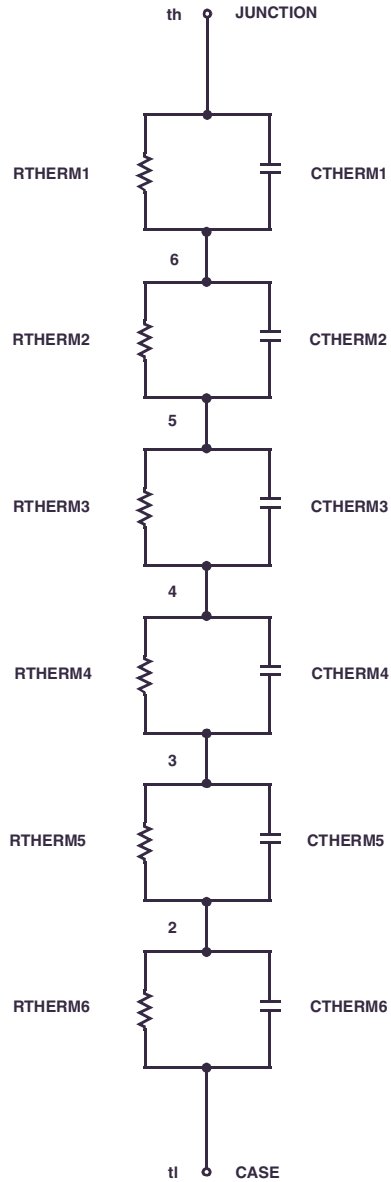 th JUNCTION
RTHERM1 CTHERM1
6
RTHERM2 CTHERM2
5
RTHERM3 CTHERM3
4
RTHERM4 CTHERM4
3
RTHERM5 CTHERM5
2
RTHERM6 CTHERM6
tl CASE